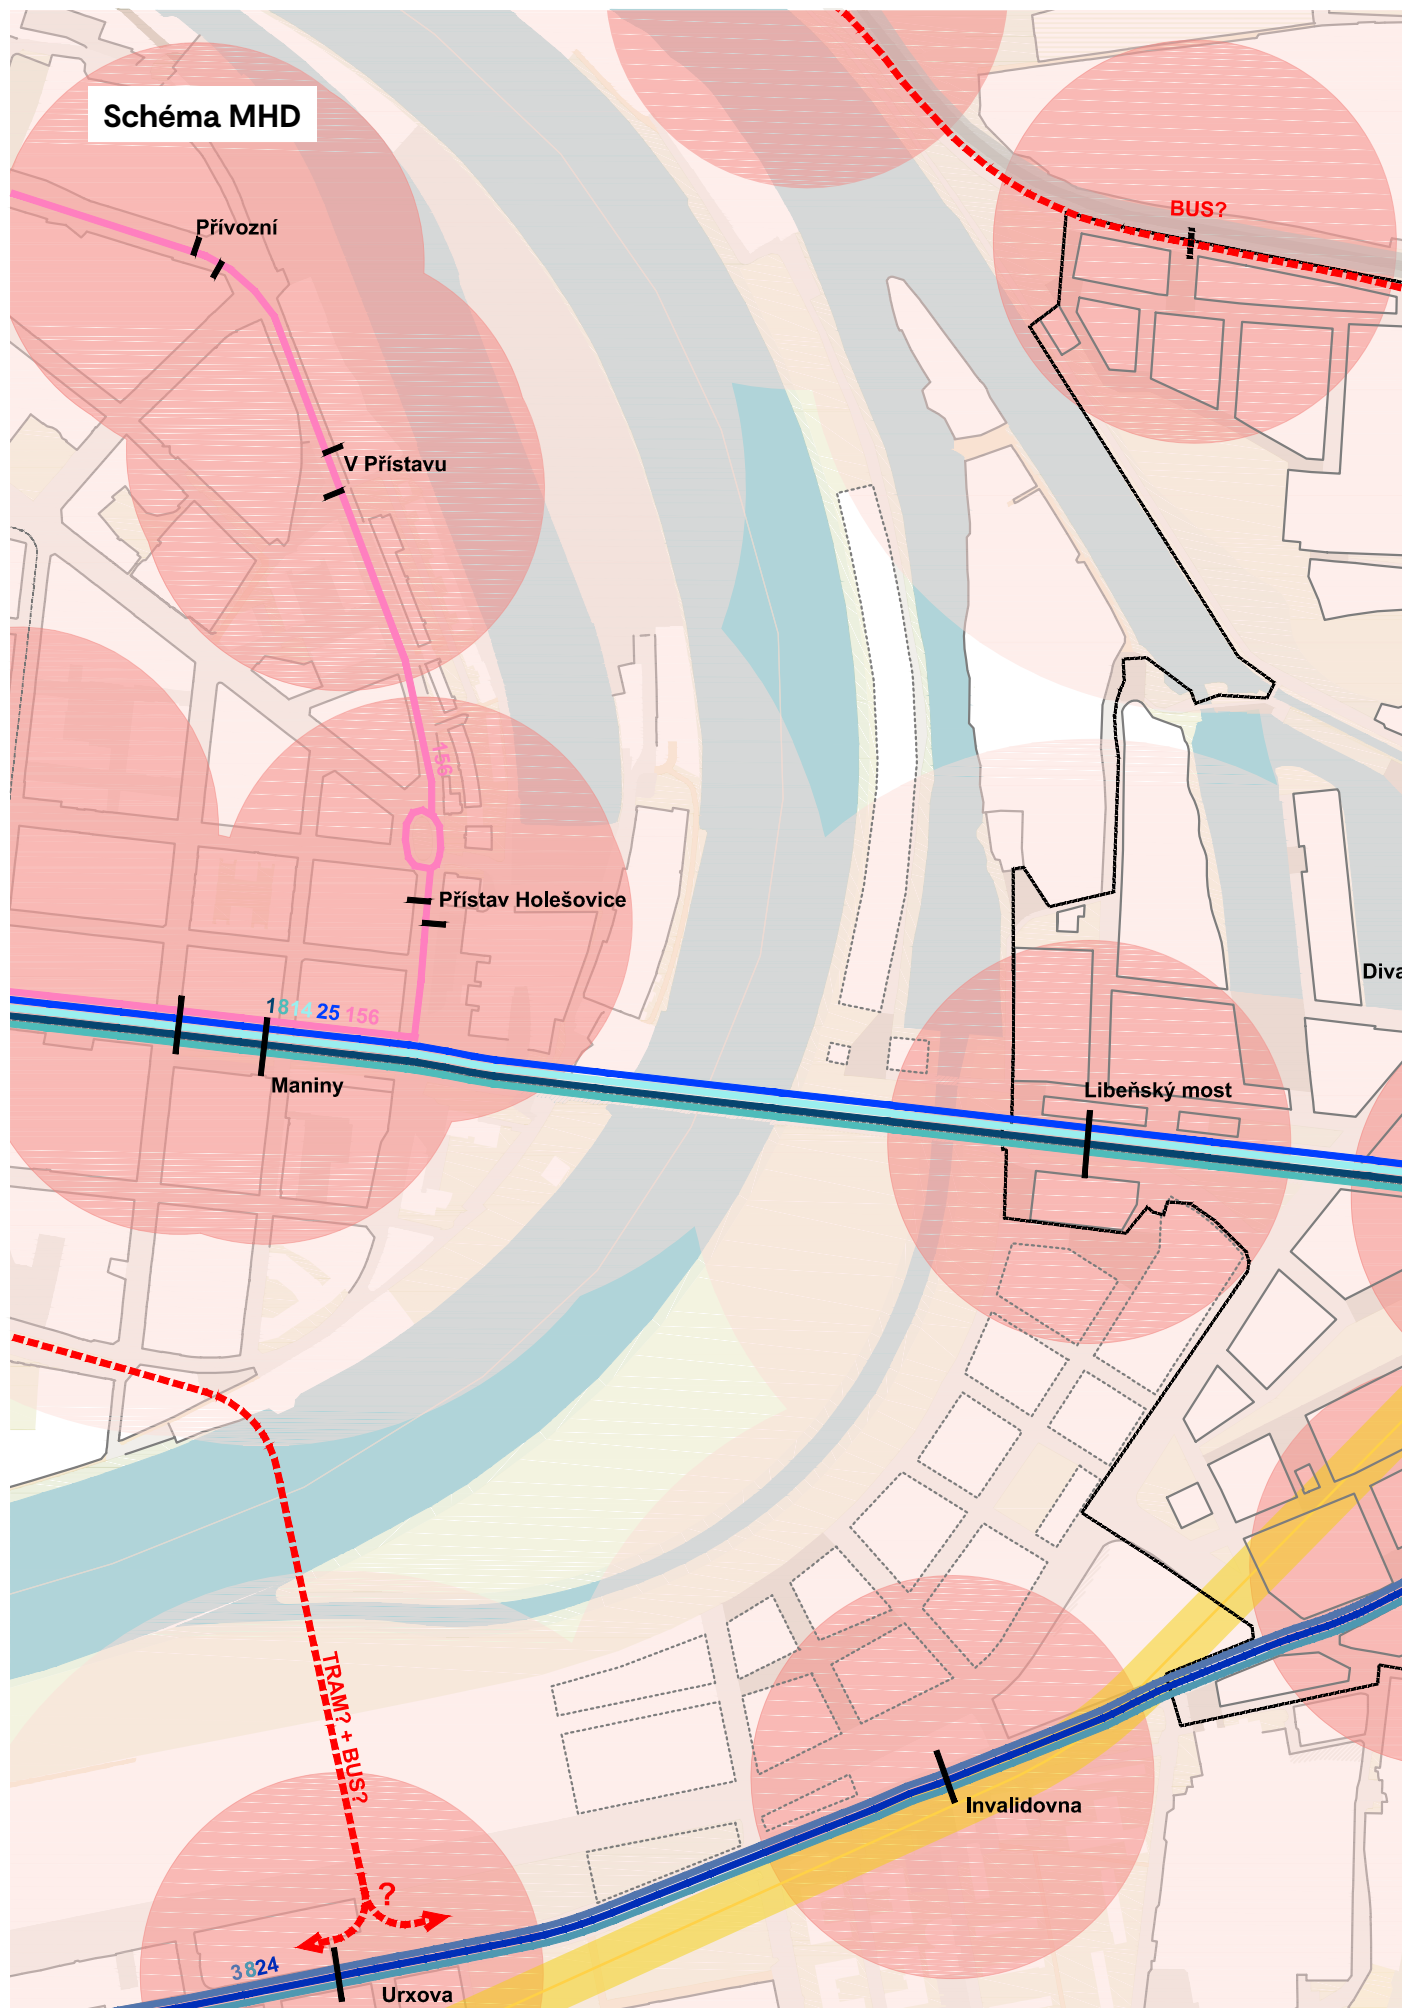 Schéma MHD
BUS?
Přívozní
V Přístavu
156
Přístav Holešovice
Diva
1 8 14 25 156
Maniny
Libeňský most
TRAM? + BUS?
Invalidovna
?
3 8 24
Urxova